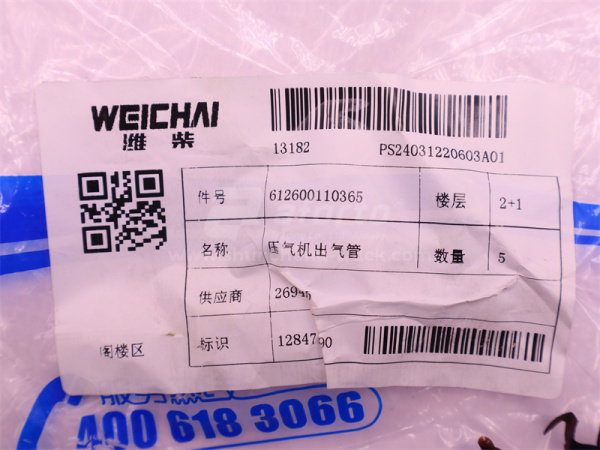 WEICHAI
潍柴
13182 PS24031220603A01
件号 612600110365 楼层 2+1
名称 压气机出气管 数量 5
供应商
标识
阁楼区
400 618 3066